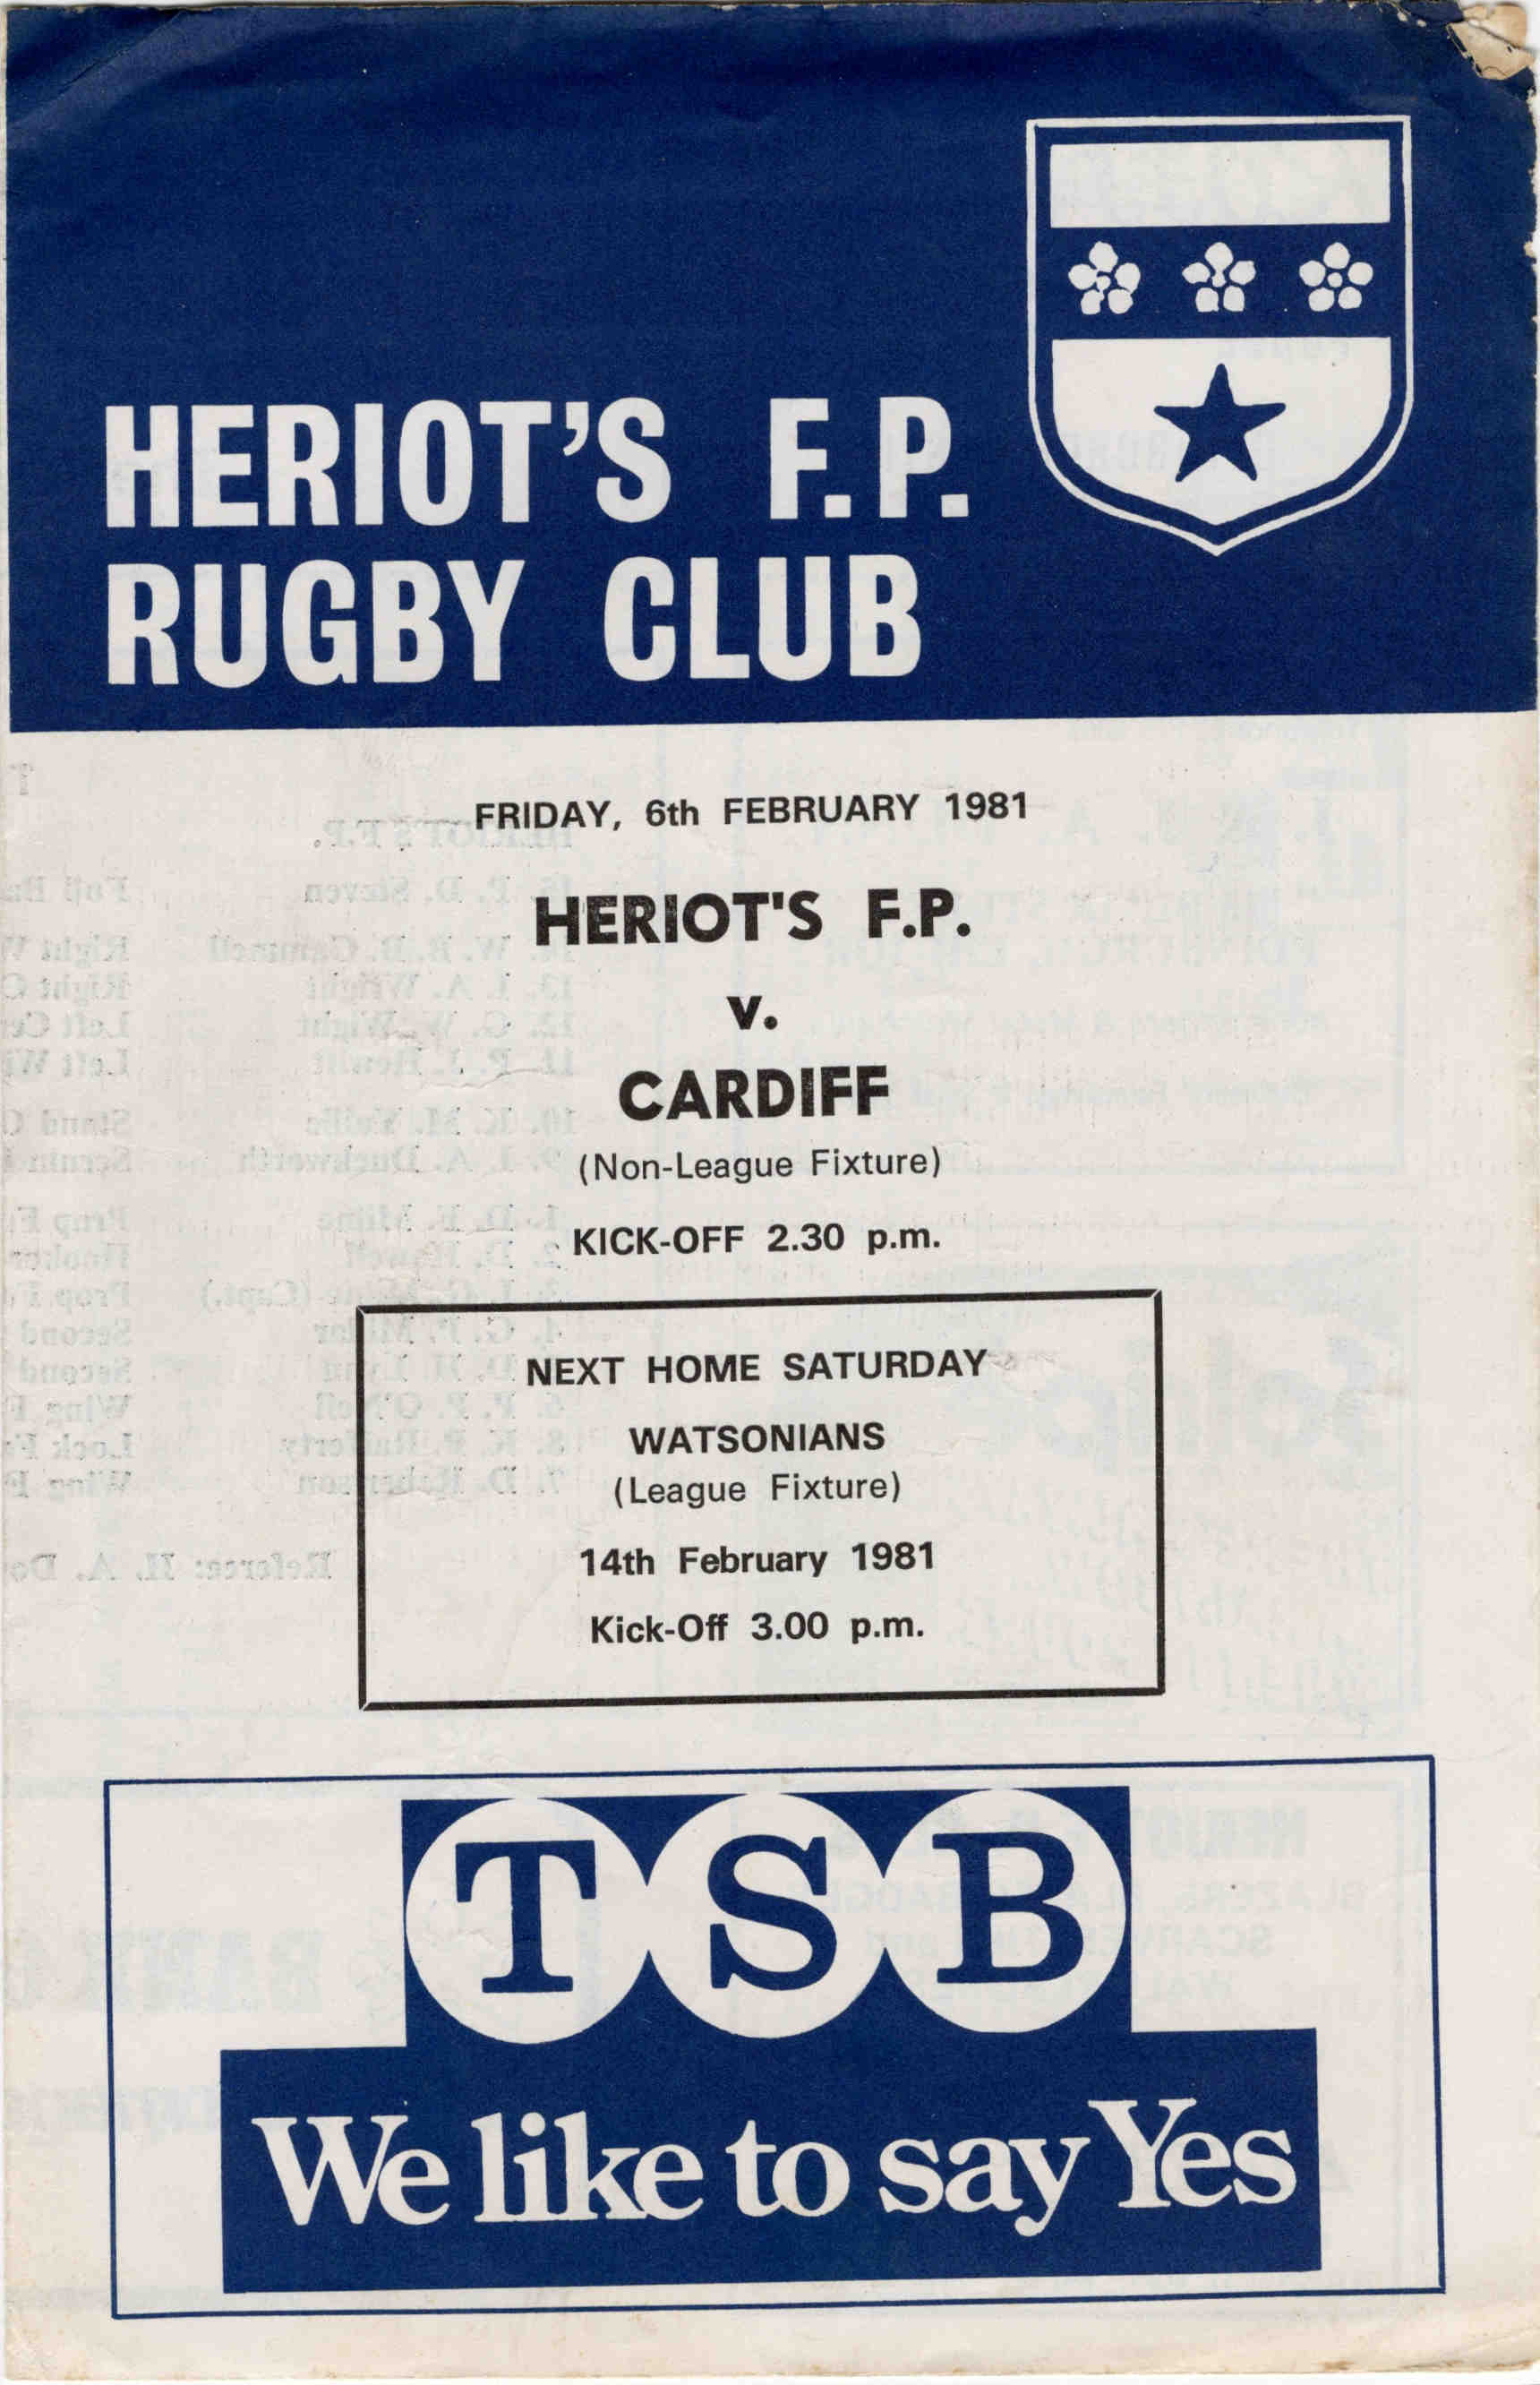 HERIOT'S F.P.
RUGBY CLUB
FRIDAY, 6th FEBRUARY 1981
HERIOT'S F.P.
v.
CARDIFF
(Non-League Fixture)
KICK-OFF 2.30 p.m.
NEXT HOME SATURDAY
WATSONIANS
(League Fixture)
14th February 1981
Kick-Off 3.00 p.m.
TSB
We like to say Yes